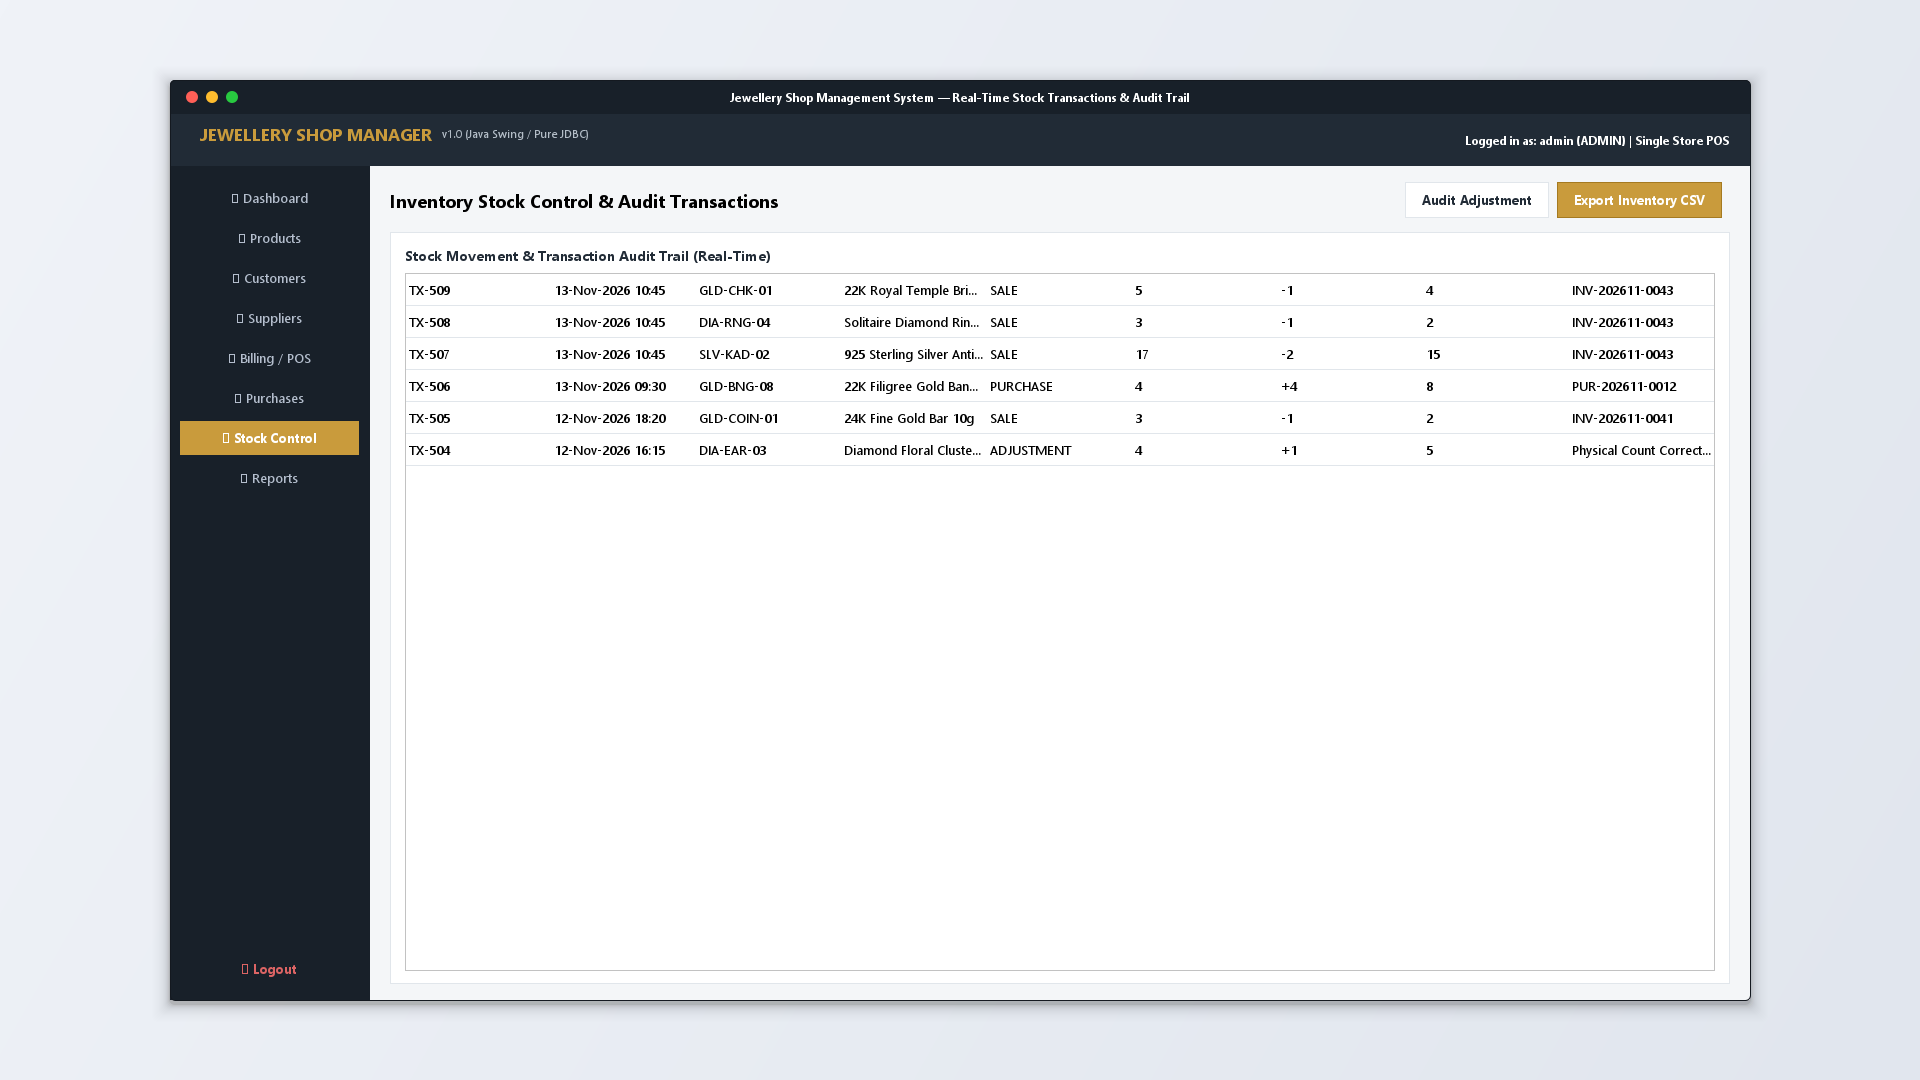 Jewellery Shop Management System — Real-Time Stock Transactions & Audit Trail
JEWELLERY SHOP MANAGER v1.0 (Java Swing / Pure JDBC)
Logged in as: admin (ADMIN) | Single Store POS
Dashboard
Products
Customers
Suppliers
Billing / POS
Purchases
Stock Control
Reports
Logout
Inventory Stock Control & Audit Transactions
Audit Adjustment
Export Inventory CSV
Stock Movement & Transaction Audit Trail (Real-Time)
TX-509 13-Nov-2026 10:45 GLD-CHK-01 22K Royal Temple Bri... SALE 5 -1 4 INV-202611-0043
TX-508 13-Nov-2026 10:45 DIA-RNG-04 Solitaire Diamond Rin... SALE 3 -1 2 INV-202611-0043
TX-507 13-Nov-2026 10:45 SLV-KAD-02 925 Sterling Silver Anti... SALE 17 -2 15 INV-202611-0043
TX-506 13-Nov-2026 09:30 GLD-BNG-08 22K Filigree Gold Ban... PURCHASE 4 +4 8 PUR-202611-0012
TX-505 12-Nov-2026 18:20 GLD-COIN-01 24K Fine Gold Bar 10g SALE 3 -1 2 INV-202611-0041
TX-504 12-Nov-2026 16:15 DIA-EAR-03 Diamond Floral Cluste... ADJUSTMENT 4 +1 5 Physical Count Correct...